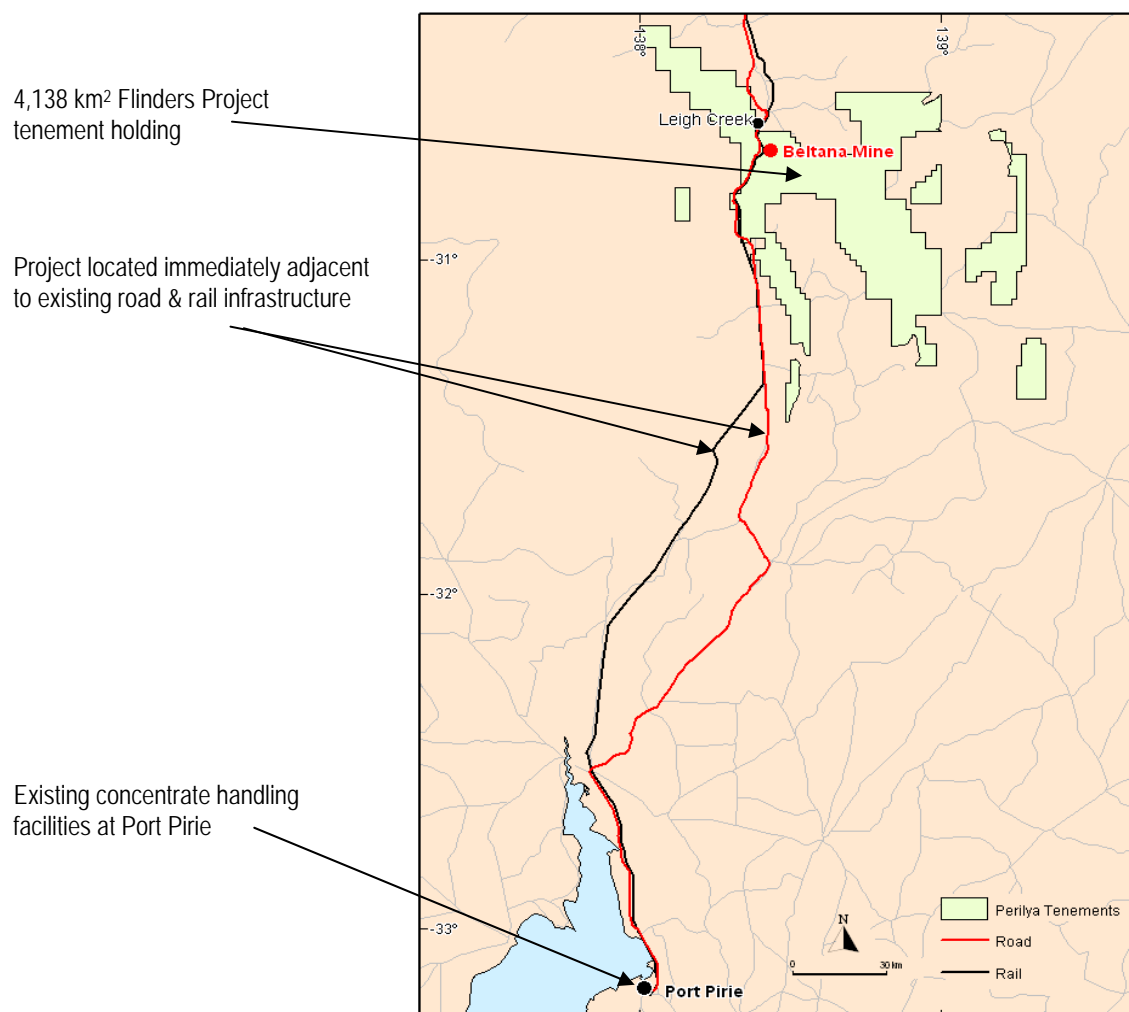 138°
139°
4,138 km² Flinders Project
tenement holding
Leigh Creek
Beltana Mine
Project located immediately adjacent
to existing road & rail infrastructure
-31°
-32°
Existing concentrate handling
facilities at Port Pirie
-33°
Port Pirie
N
0 30 km
Perilya Tenements
Road
Rail